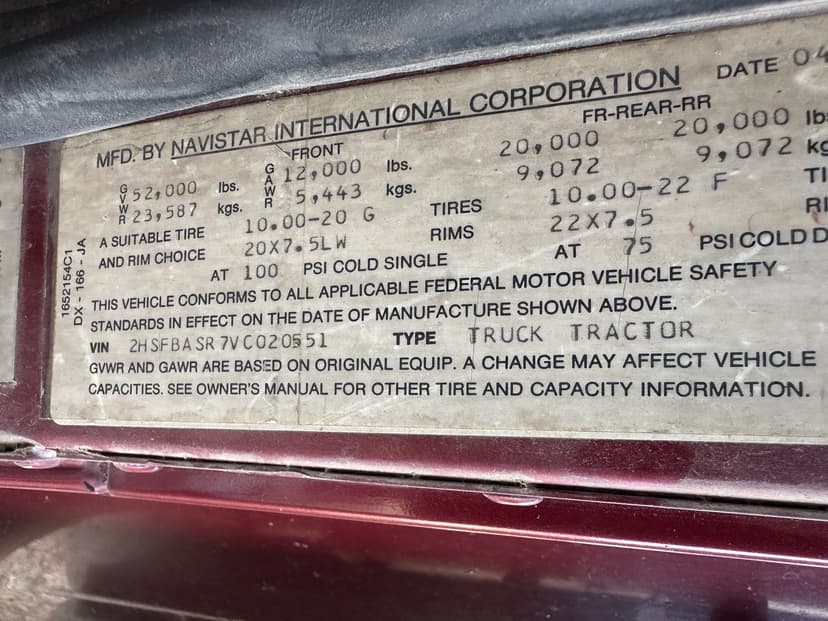 MFD. BY NAVISTAR INTERNATIONAL CORPORATION DATE 04
FRONT FR-REAR-RR
GVWR 52,000 lbs. GAWR 12,000 lbs. 20,000 20,000 lb
23,587 kgs. 5,443 kgs. 9,072 9,072 kg
A SUITABLE TIRE 10.00-20 G TIRES 10.00-22 F TI
AND RIM CHOICE 20X7.5LW RIMS 22X7.5 RI
AT 100 PSI COLD SINGLE AT 75 PSI COLD D
THIS VEHICLE CONFORMS TO ALL APPLICABLE FEDERAL MOTOR VEHICLE SAFETY
STANDARDS IN EFFECT ON THE DATE OF MANUFACTURE SHOWN ABOVE.
VIN 2HSFBASR7VC020551 TYPE TRUCK TRACTOR
GVWR AND GAWR ARE BASED ON ORIGINAL EQUIP. A CHANGE MAY AFFECT VEHICLE
CAPACITIES. SEE OWNER'S MANUAL FOR OTHER TIRE AND CAPACITY INFORMATION.
1652154C1
DX-166-JA